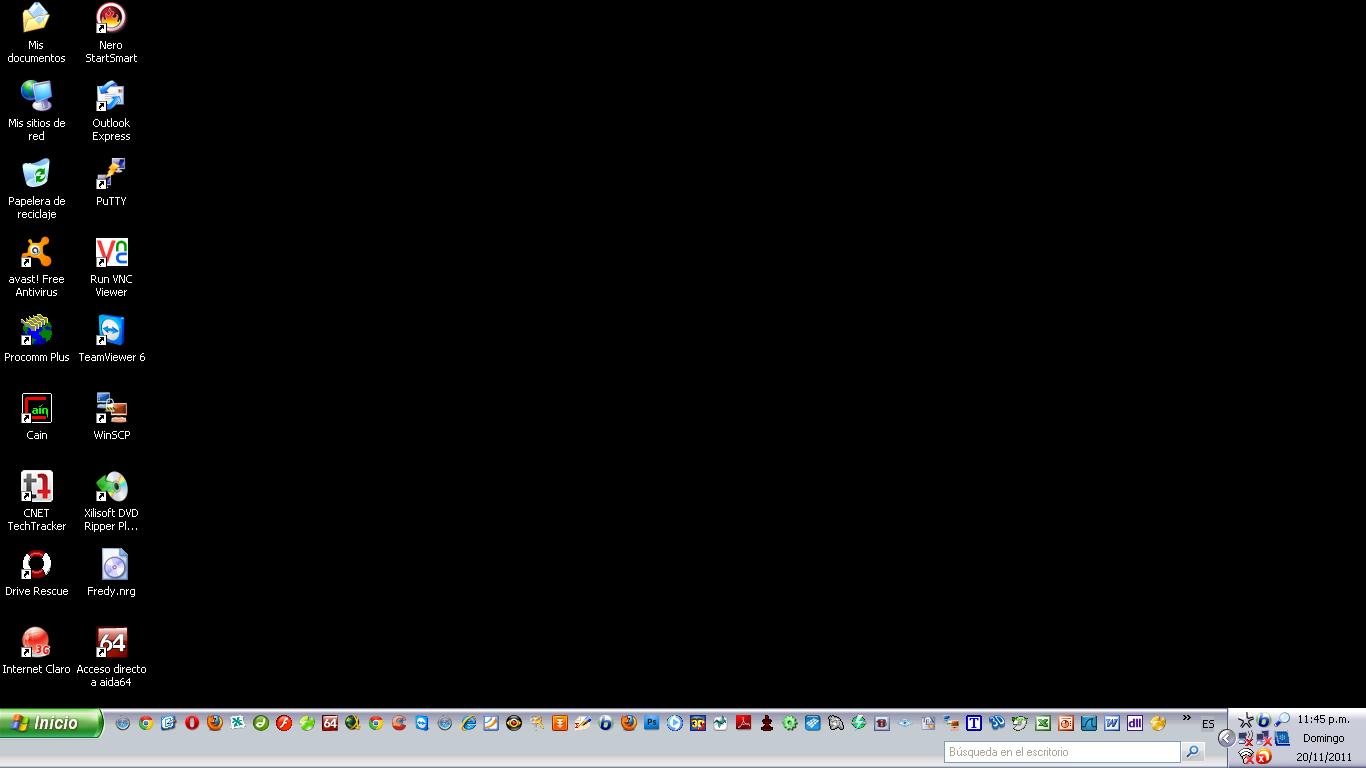 Mis
documentos
Nero
StartSmart
Mis sitios de
red
Outlook
Express
Papelera de
reciclaje
PuTTY
avast! Free
Antivirus
Run VNC
Viewer
Procomm Plus
TeamViewer 6
Cain
WinSCP
CNET
TechTracker
Xilisoft DVD
Ripper Pl...
Drive Rescue
Fredy.nrg
Internet Claro
Acceso directo
a aida64
Inicio
ES
11:45 p.m.
Domingo
20/11/2011
Búsqueda en el escritorio